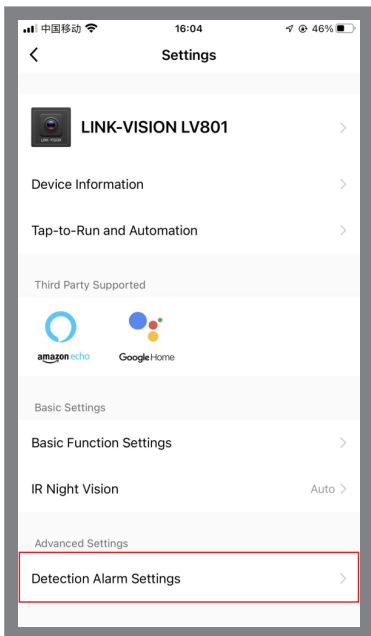 中国移动 16:04 46%
Settings
LINK-VISION LV801
LINK-VISION
Device Information
Tap-to-Run and Automation
Third Party Supported
amazon echo Google Home
Basic Settings
Basic Function Settings
IR Night Vision Auto
Advanced Settings
Detection Alarm Settings